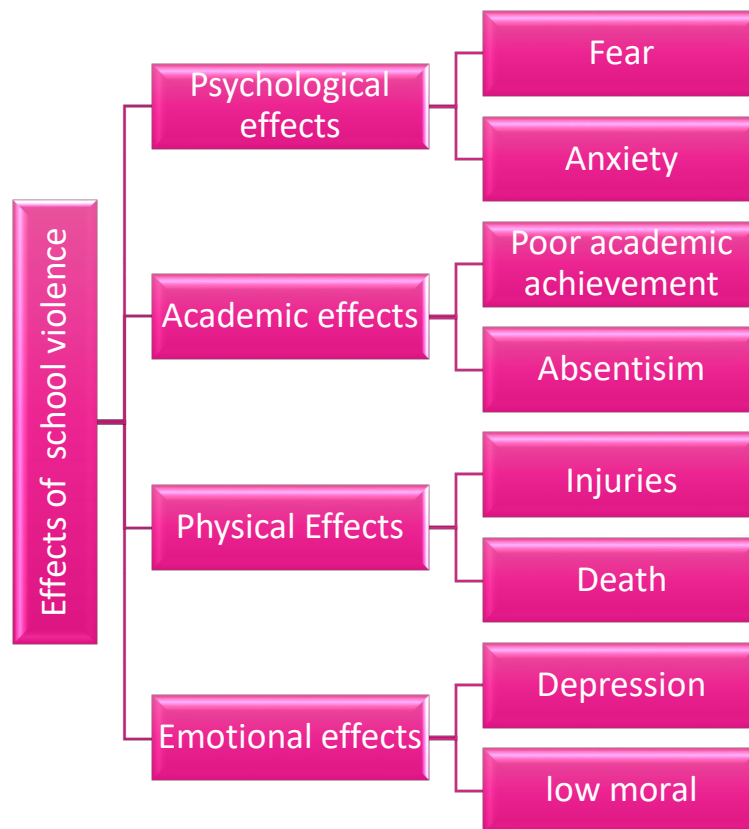 Effects of school violence
Psychological
effects
Fear
Anxiety
Academic effects
Poor academic
achievement
Absentisim
Physical Effects
Injuries
Death
Emotional effects
Depression
low moral